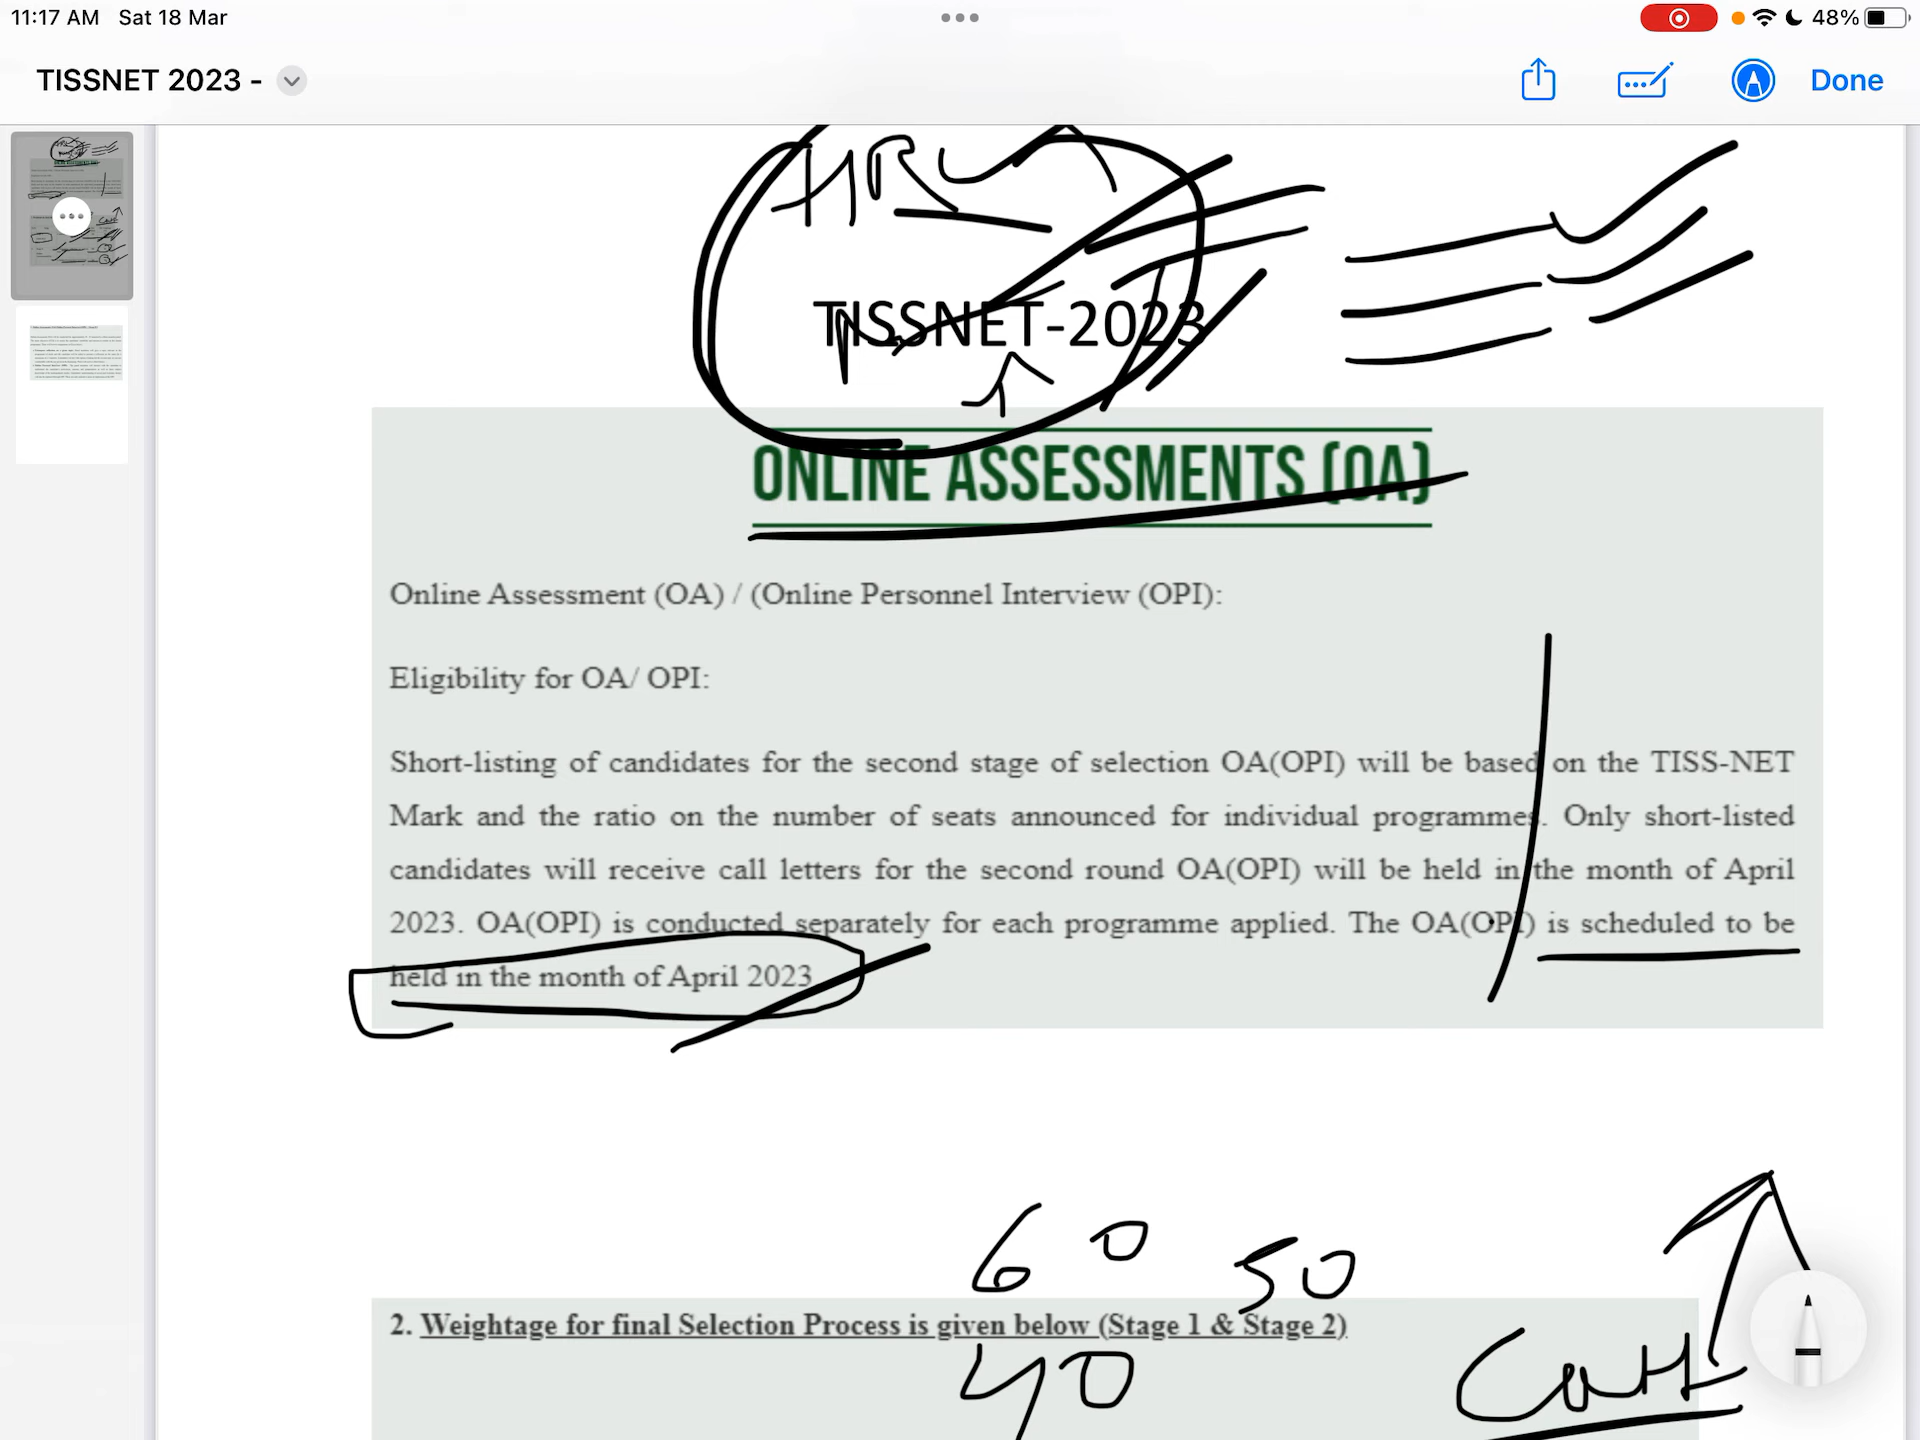 11:17 AM Sat 18 Mar
48%
TISSNET 2023 -
Done
HR
TISSNET-2023
ONLINE ASSESSMENTS (OA)
Online Assessment (OA) / (Online Personnel Interview (OPI):
Eligibility for OA/ OPI:
Short-listing of candidates for the second stage of selection OA(OPI) will be based on the TISS-NET
Mark and the ratio on the number of seats announced for individual programmes. Only short-listed
candidates will receive call letters for the second round OA(OPI) will be held in the month of April
2023. OA(OPI) is conducted separately for each programme applied. The OA(OPI) is scheduled to be
held in the month of April 2023
60 50
2. Weightage for final Selection Process is given below (Stage 1 & Stage 2)
40